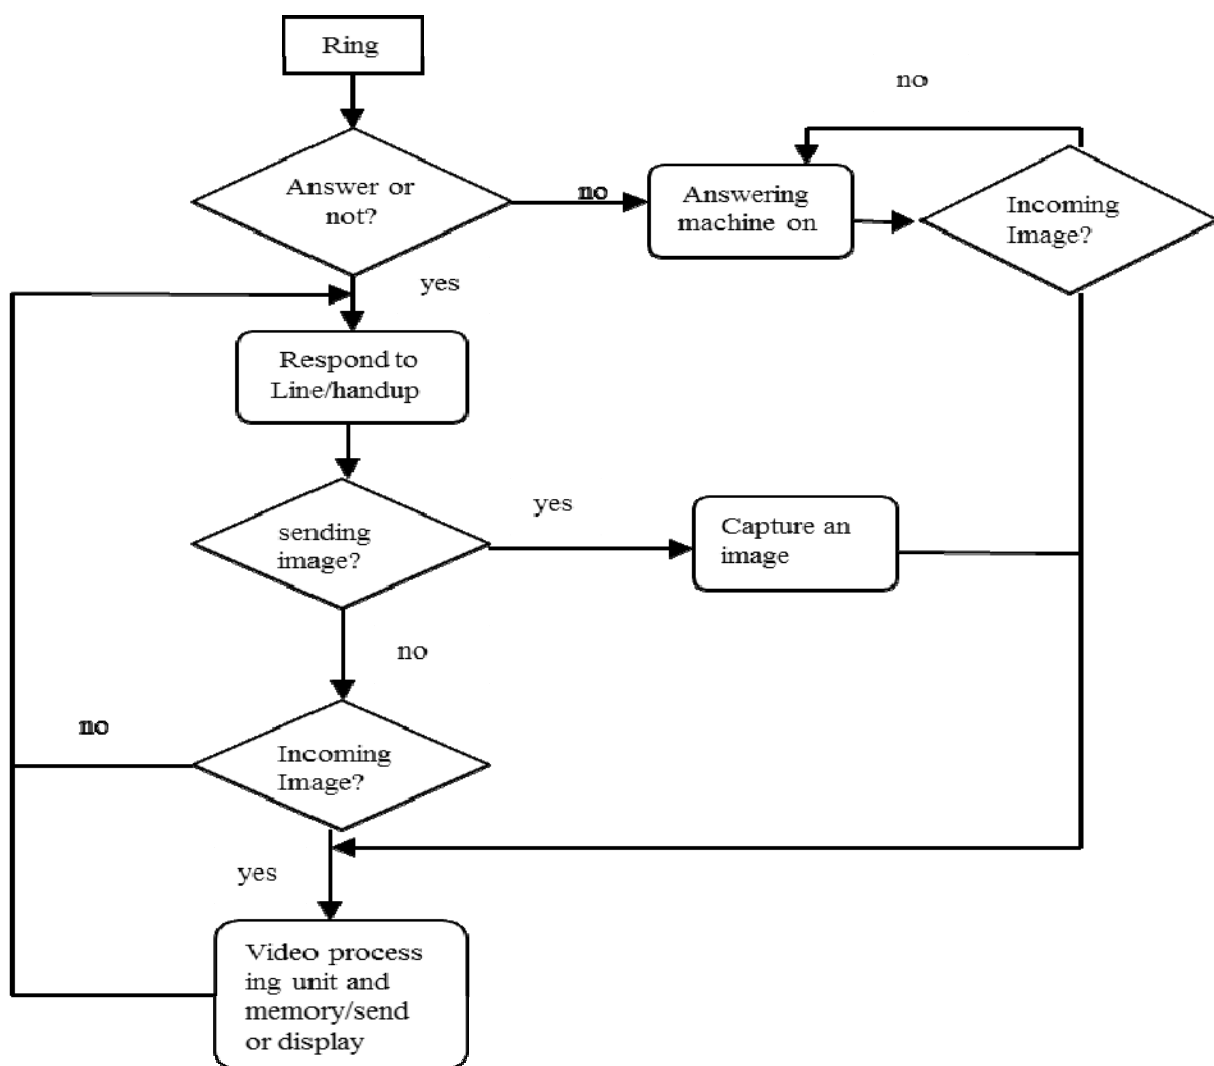 Ring
no
Answer or
not?
no
Answering
machine on
Incoming
Image?
yes
Respond to
Line/handup
sending
image?
yes
Capture an
image
no
no
Incoming
Image?
yes
Video process
ing unit and
memory/send
or display